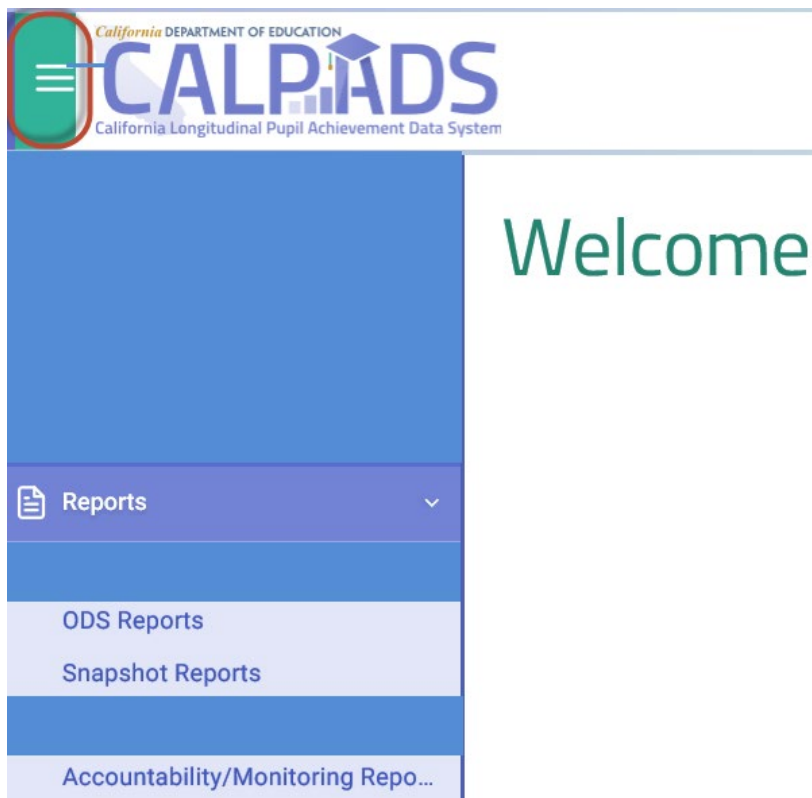 California DEPARTMENT OF EDUCATION
CALPADS
California Longitudinal Pupil Achievement Data System
Welcome
Reports
ODS Reports
Snapshot Reports
Accountability/Monitoring Repo...